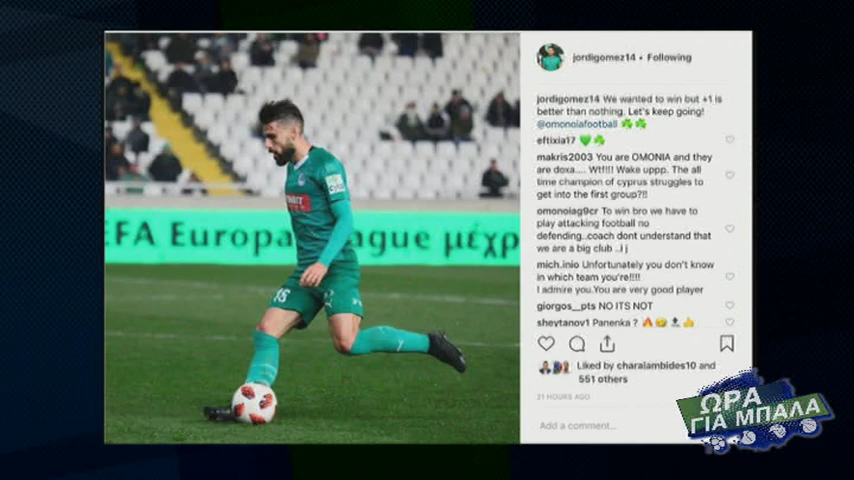 jordigomez14 • Following
jordigomez14 We wanted to win but +1 is
better than nothing. Let's keep going!
@omonoiafootball ☘️☘️
eftixia17 💚☘️
makris2003 You are OMONIA and they
are doxa.... Wtf!!! Wake uppp. The all
time champion of cyprus struggles to
get into the first group?!!
omonoiag9cr To win bro we have to
play attacking football no
defending..coach dont understand that
we are a big club ..i j
mich.inio Unfortunately you don't know
in which team you're!!!!
I admire you.You are very good player
giorgos__pts NO ITS NOT
sheytanov1 Panenka ? 🔥🤣🔝👍
Liked by charalambides10 and
551 others
21 HOURS AGO
Add a comment...
EFA Europa League μέχρ
15
ΩΡΑ
ΓΙΑ ΜΠΑΛΑ